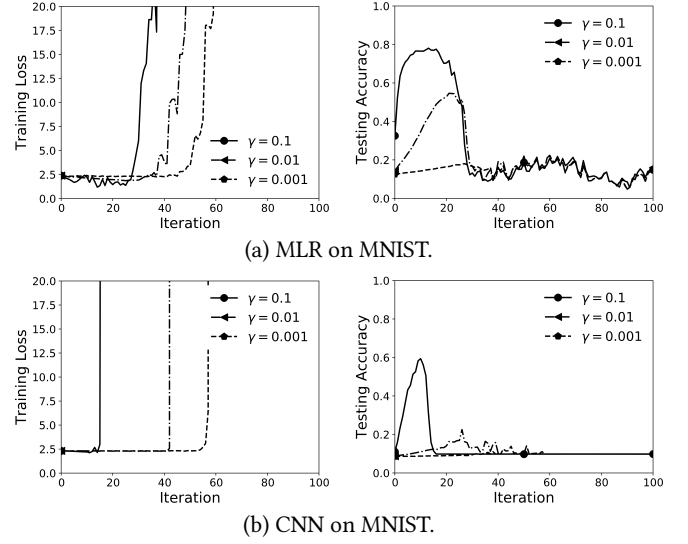 20.0
17.5
15.0
12.5
10.0
7.5
5.0
2.5
0.0
Training Loss
0 20 40 60 80 100
Iteration
γ = 0.1
γ = 0.01
γ = 0.001
1.0
0.8
0.6
0.4
0.2
0.0
Testing Accuracy
0 20 40 60 80 100
Iteration
γ = 0.1
γ = 0.01
γ = 0.001
(a) MLR on MNIST.
20.0
17.5
15.0
12.5
10.0
7.5
5.0
2.5
0.0
Training Loss
0 20 40 60 80 100
Iteration
γ = 0.1
γ = 0.01
γ = 0.001
1.0
0.8
0.6
0.4
0.2
0.0
Testing Accuracy
0 20 40 60 80 100
Iteration
γ = 0.1
γ = 0.01
γ = 0.001
(b) CNN on MNIST.